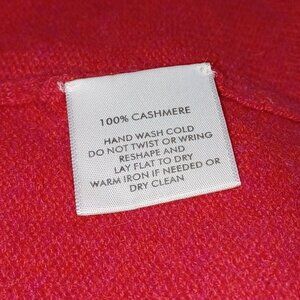 100% CASHMERE
HAND WASH COLD
DO NOT TWIST OR WRING
RESHAPE AND
LAY FLAT TO DRY
WARM IRON IF NEEDED OR
DRY CLEAN